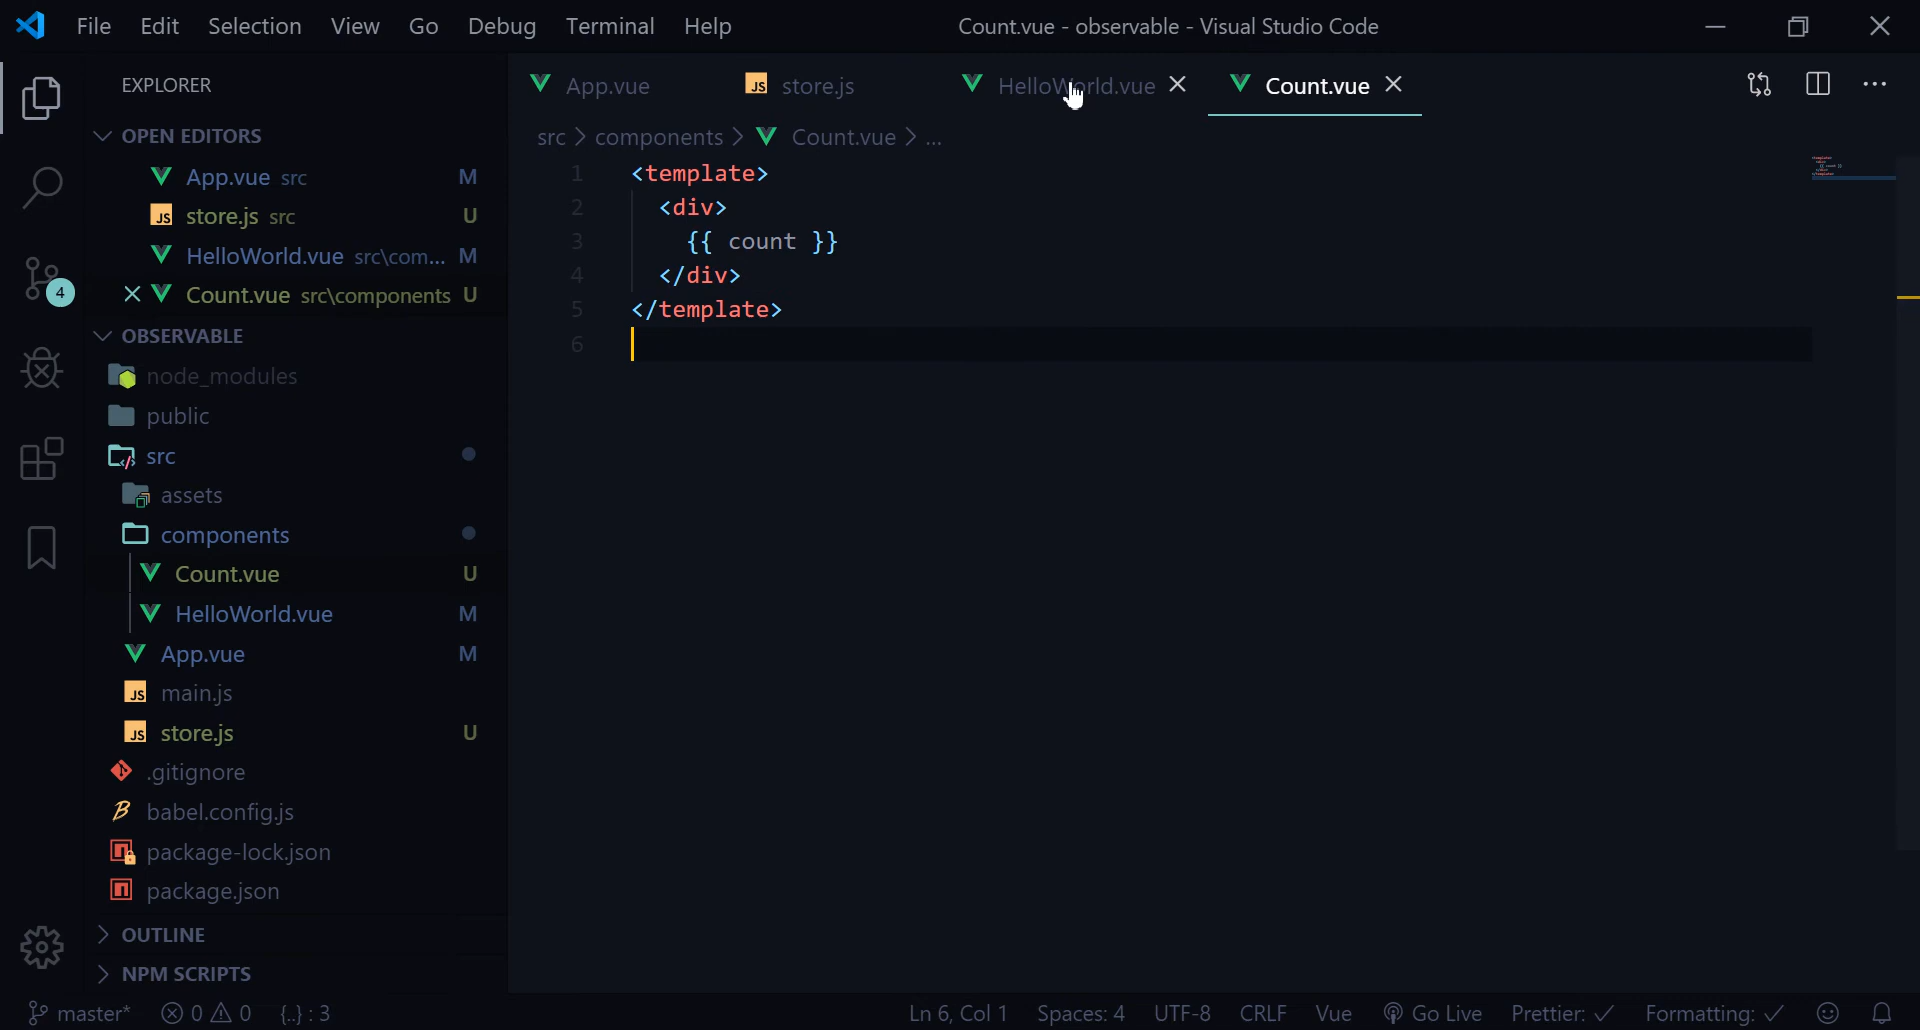 File Edit Selection View Go Debug Terminal Help Count.vue - observable - Visual Studio Code
EXPLORER
OPEN EDITORS
App.vue src M
JS store.js src U
HelloWorld.vue src\com... M
Count.vue src\components U
4
OBSERVABLE
node_modules
public
src
assets
components
Count.vue U
HelloWorld.vue M
App.vue M
JS main.js
JS store.js U
.gitignore
babel.config.js
package-lock.json
package.json
OUTLINE
NPM SCRIPTS
App.vue JS store.js HelloWorld.vue Count.vue
src > components > Count.vue > ...
1 <template>
2 <div>
3 {{ count }}
4 </div>
5 </template>
6
master* 0 0 {..} : 3 Ln 6, Col 1 Spaces: 4 UTF-8 CRLF Vue Go Live Prettier: ✓ Formatting: ✓